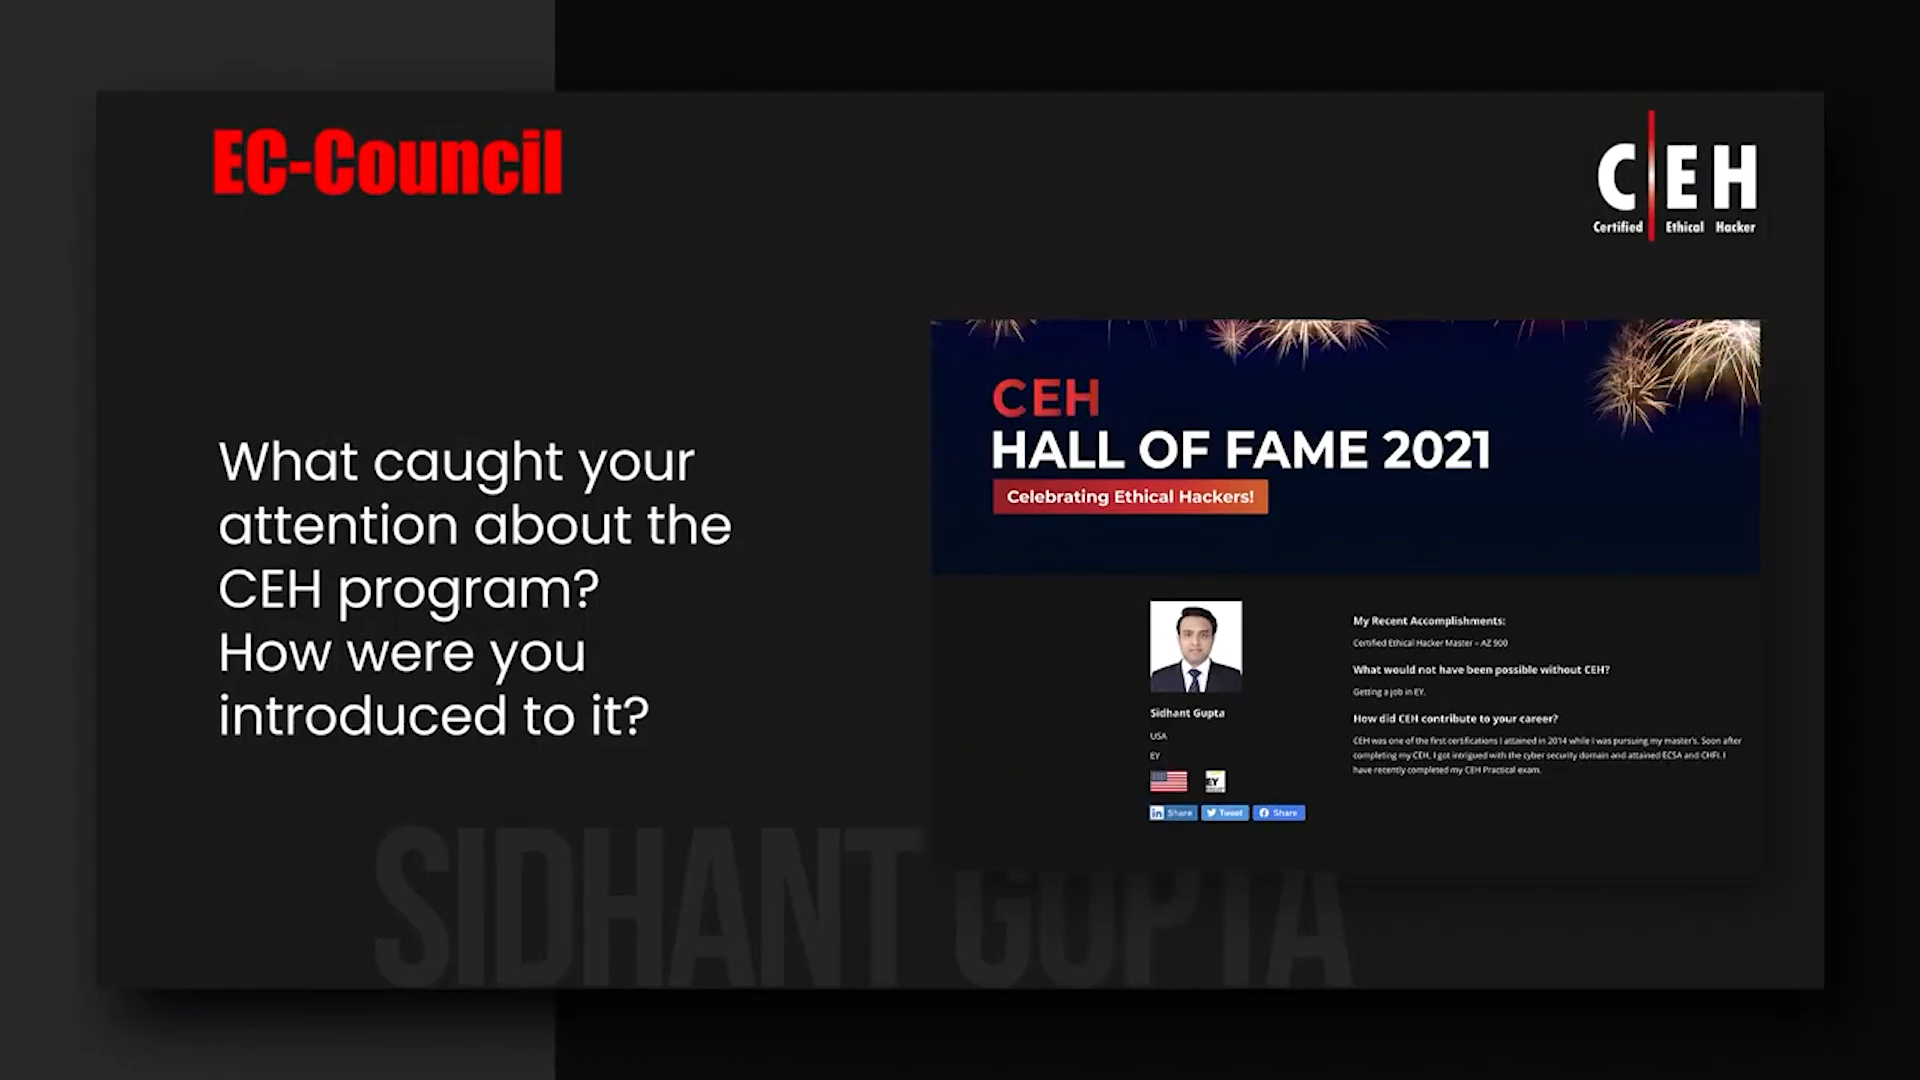 EC-Council
C EH
Certified Ethical Hacker
What caught your
attention about the
CEH program?
How were you
introduced to it?
CEH
HALL OF FAME 2021
Celebrating Ethical Hackers!
Sidhant Gupta
USA
EY
EY
Share
Tweet
Share
My Recent Accomplishments:
Certified Ethical Hacker Master – AZ 900
What would not have been possible without CEH?
Getting a job in EY.
How did CEH contribute to your career?
CEH was one of the first certifications I attained in 2014 while I was pursuing my master's. Soon after
completing my CEH, I got intrigued with the cyber security domain and attained ECSA and CHFI. I
have recently completed my CEH Practical exam.
SIDHANT GUPTA